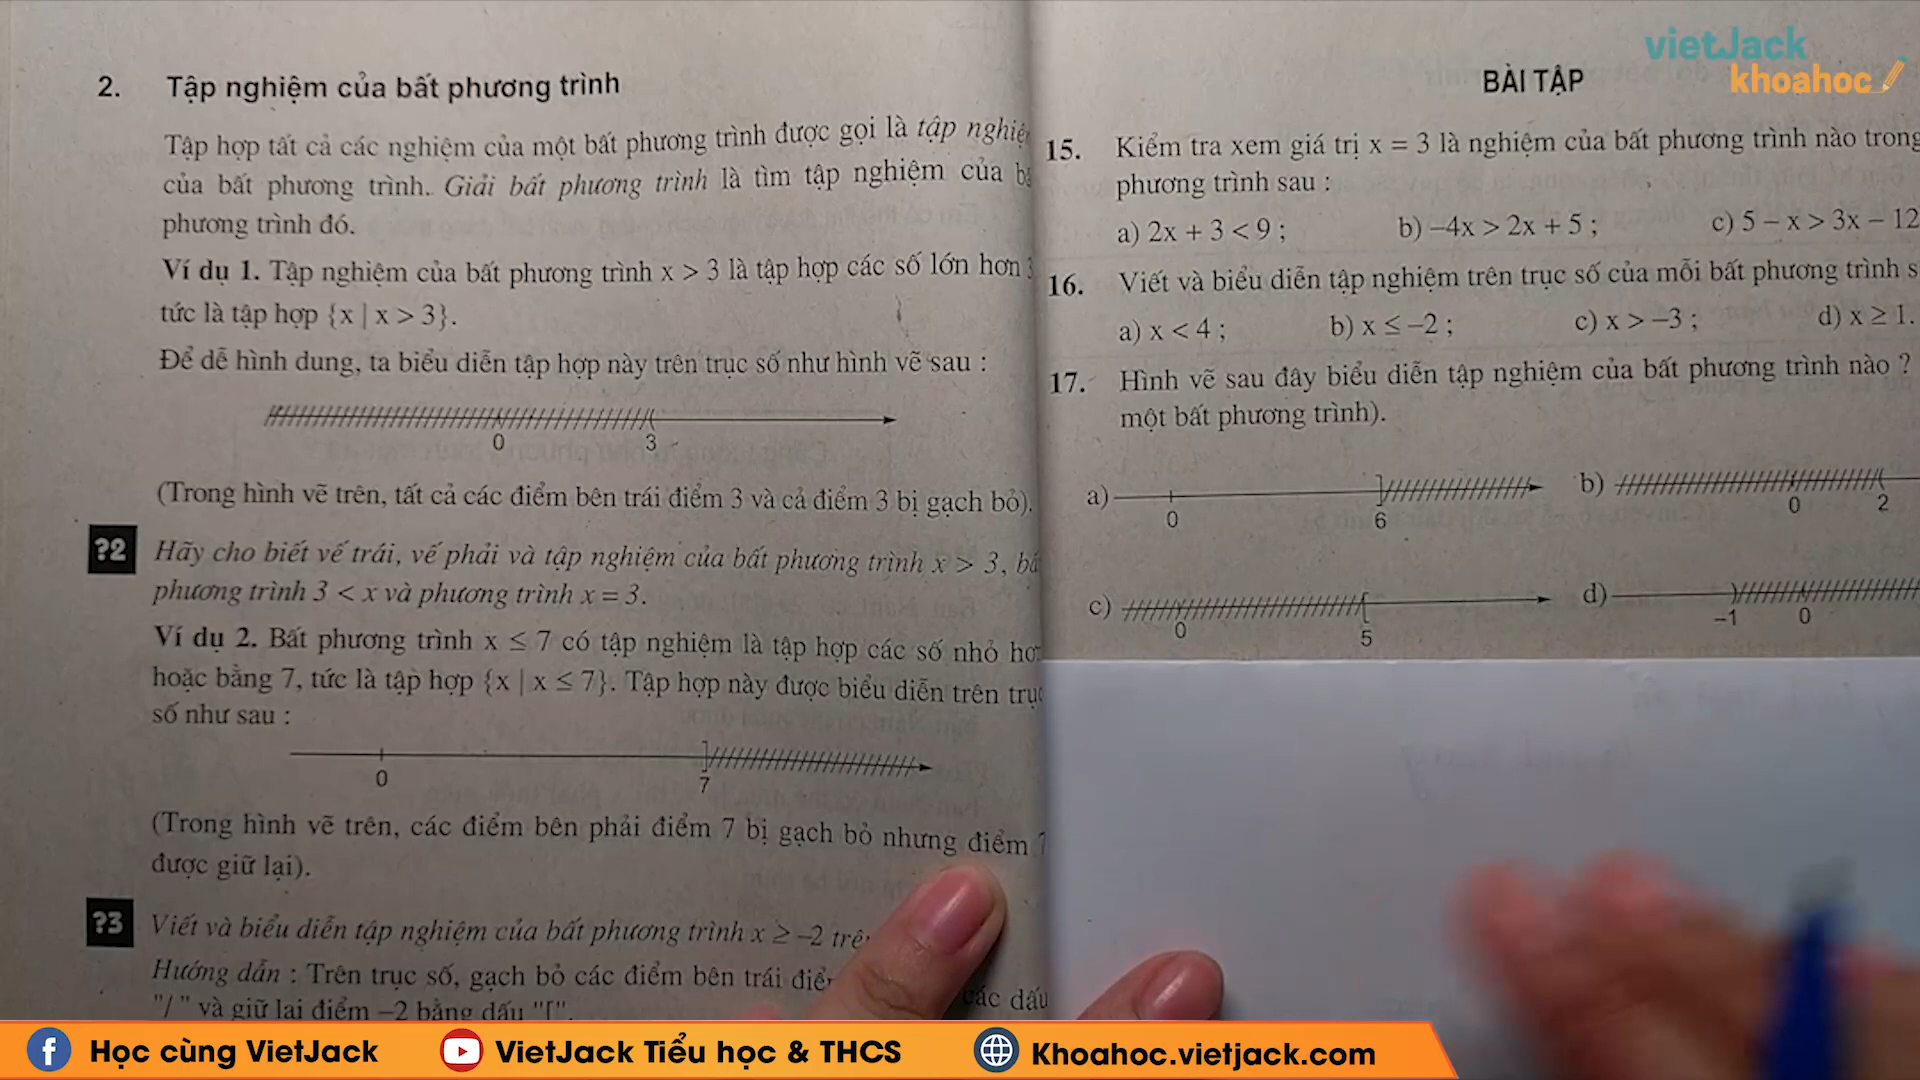 2. Tập nghiệm của bất phương trình
Tập hợp tất cả các nghiệm của một bất phương trình được gọi là tập
của bất phương trình. Giải bất phương trình là tìm tập nghiệm của
phương trình đó.
Ví dụ 1. Tập nghiệm của bất phương trình x > 3 là tập hợp các số lớn hơn 3
tức là tập hợp {x | x > 3}.
Để dễ hình dung, ta biểu diễn tập hợp này trên trục số như hình vẽ sau :
0 3
(Trong hình vẽ trên, tất cả các điểm bên trái điểm 3 và cả điểm 3 bị gạch bỏ).
?2 Hãy cho biết vế trái, vế phải và tập nghiệm của bất phương trình x > 3,
phương trình 3 < x và phương trình x = 3.
Ví dụ 2. Bất phương trình x ≤ 7 có tập nghiệm là tập hợp các số nhỏ
hoặc bằng 7, tức là tập hợp {x | x ≤ 7}. Tập hợp này được biểu diễn trên
số như sau :
0 7
(Trong hình vẽ trên, các điểm bên phải điểm 7 bị gạch bỏ nhưng điểm 7
được giữ lại).
?3 Viết và biểu diễn tập nghiệm của bất phương trình x ≥ –2
Hướng dẫn : Trên trục số, gạch bỏ các điểm bên trái các dấu
"/ " và giữ lại điểm –2 bằng dấu "[".
vietJack
khoahoc
BÀI TẬP
15. Kiểm tra xem giá trị x = 3 là nghiệm của bất phương trình nào trong
phương trình sau :
a) 2x + 3 < 9 ; b) –4x > 2x + 5 ; c) 5 – x > 3x – 12
16. Viết và biểu diễn tập nghiệm trên trục số của mỗi bất phương trình
a) x < 4 ; b) x ≤ –2 ; c) x > –3 ; d) x ≥ 1.
17. Hình vẽ sau đây biểu diễn tập nghiệm của bất phương trình nào ?
một bất phương trình).
a) 0 6 b) 0 2
c) 0 5 d) –1 0
Học cùng VietJack VietJack Tiểu học & THCS Khoahoc.vietjack.com